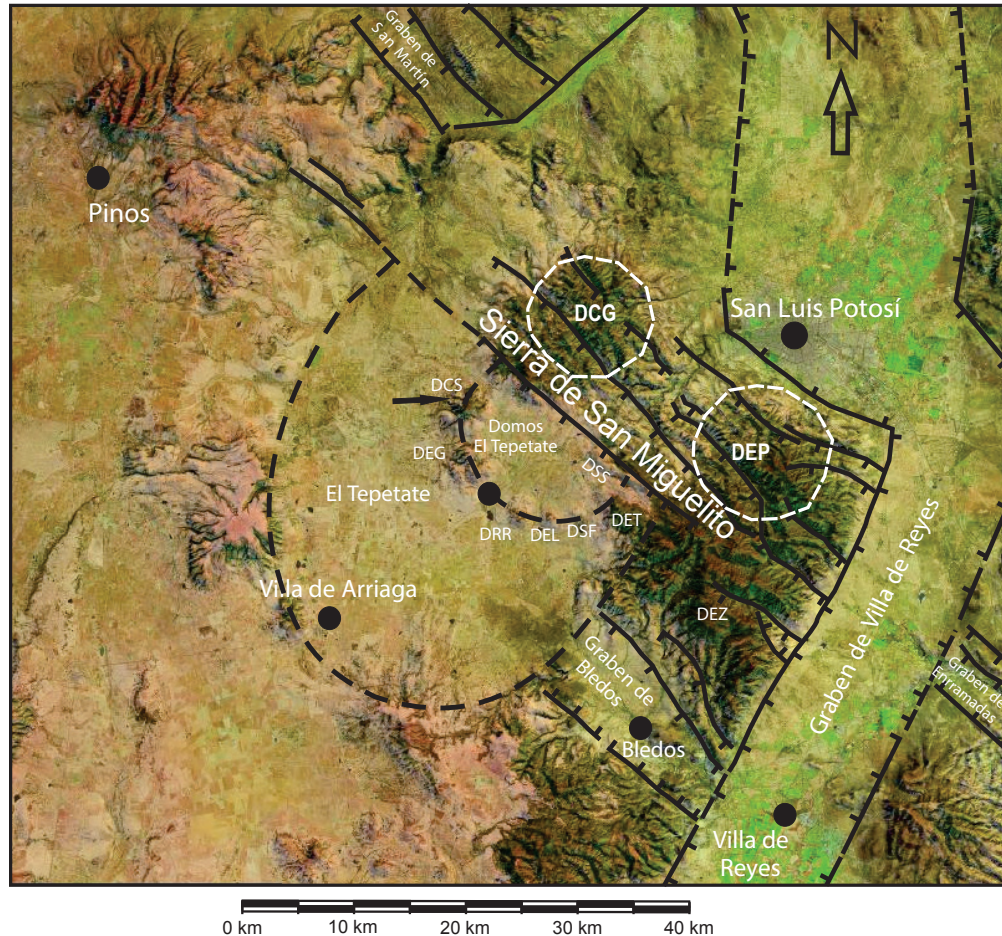 Graben de
San Martín
N
Pinos
San Luis Potosí
DCG
Sierra de San Miguelito
DCS
Domos
El Tepetate
DEP
DEG
DSS
El Tepetate
DRR
DEL
DSF
DET
Villa de Arriaga
DEZ
Graben de Villa de Reyes
Graben de
Bledos
Graben de
Enramadas
Bledos
Villa de
Reyes
0 km
10 km
20 km
30 km
40 km